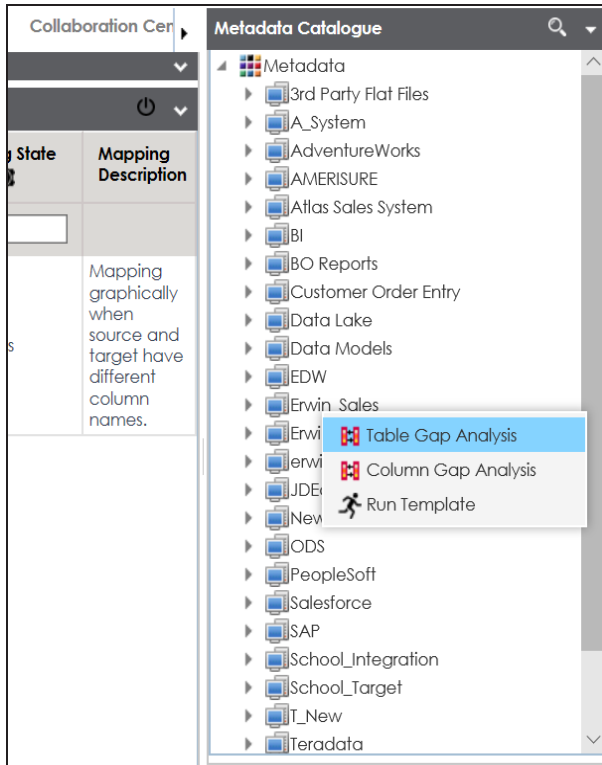 Collaboration Cen
Metadata Catalogue
g State
Mapping
Description
Mapping
graphically
when
source and
target have
different
column
names.
s
Metadata
3rd Party Flat Files
A_System
AdventureWorks
AMERISURE
Atlas Sales System
BI
BO Reports
Customer Order Entry
Data Lake
Data Models
EDW
Erwin_Sales
Erwi
Table Gap Analysis
erwi
Column Gap Analysis
JDE
Run Template
New
ODS
PeopleSoft
Salesforce
SAP
School_Integration
School_Target
T_New
Teradata